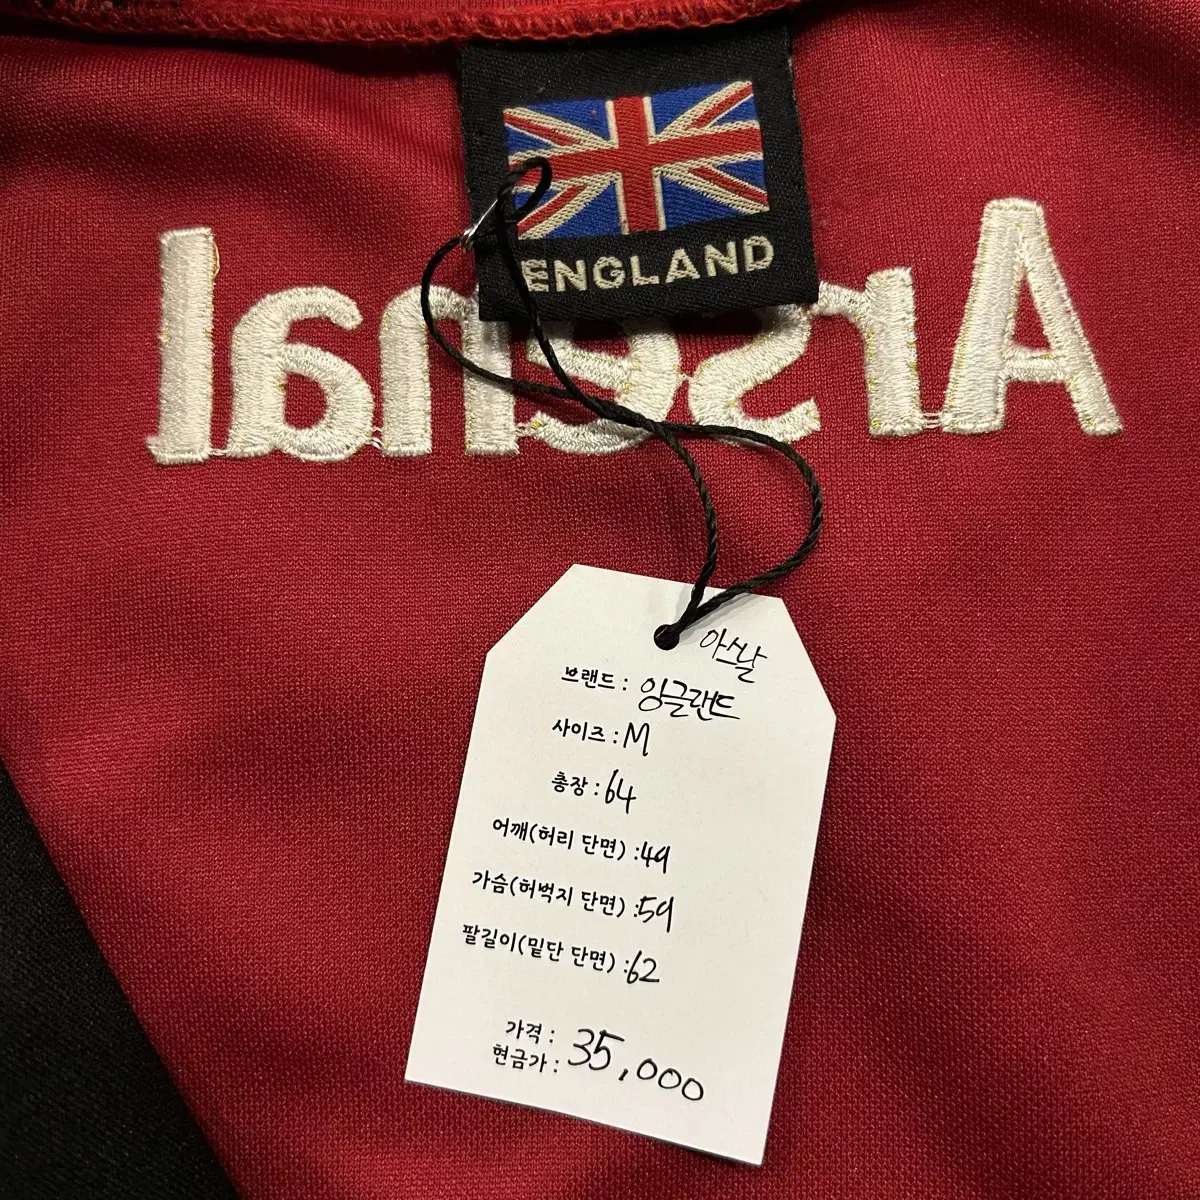 ENGLAND
Arsenal
아스날
브랜드 : 잉글랜드
사이즈 : M
총장 : 64
어깨(허리 단면) : 49
가슴(허벅지 단면) : 59
팔길이(밑단 단면) : 62
가격 :
현금가 : 35,000